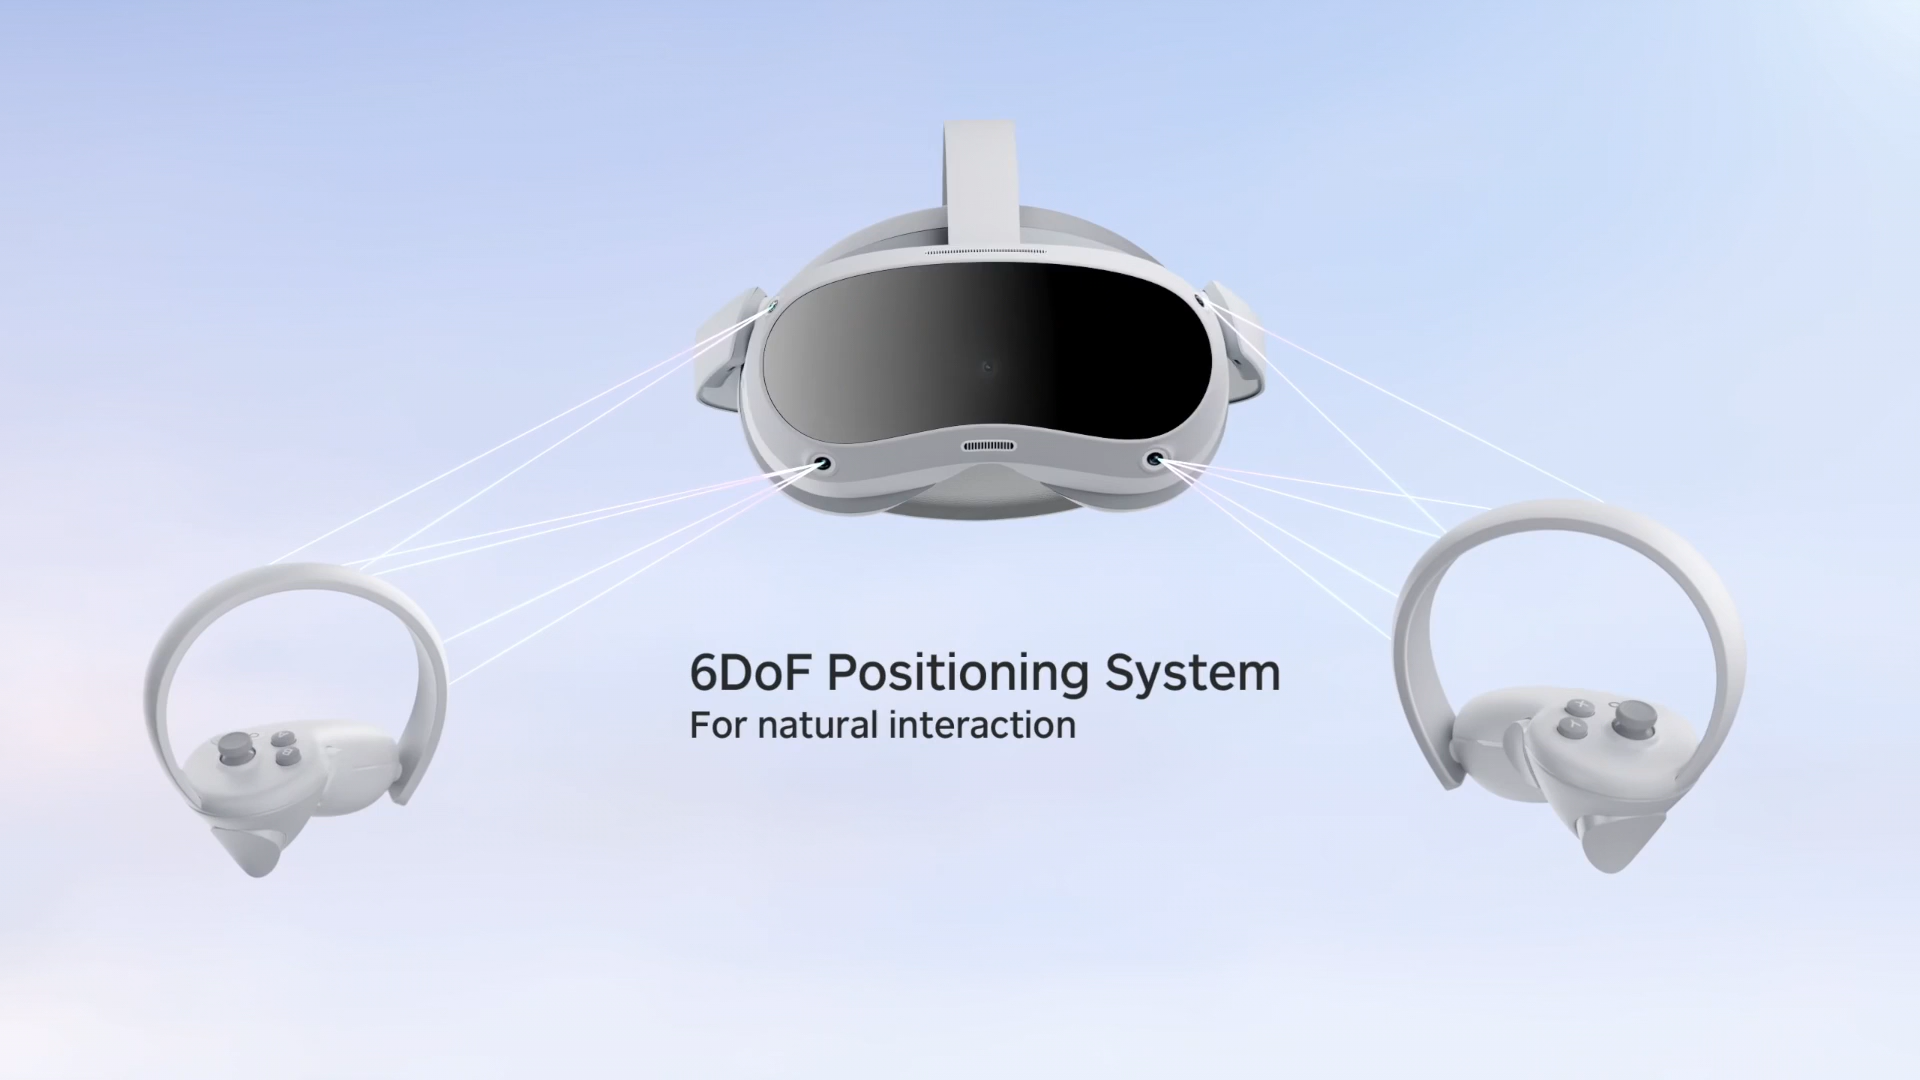 6DoF Positioning System
For natural interaction